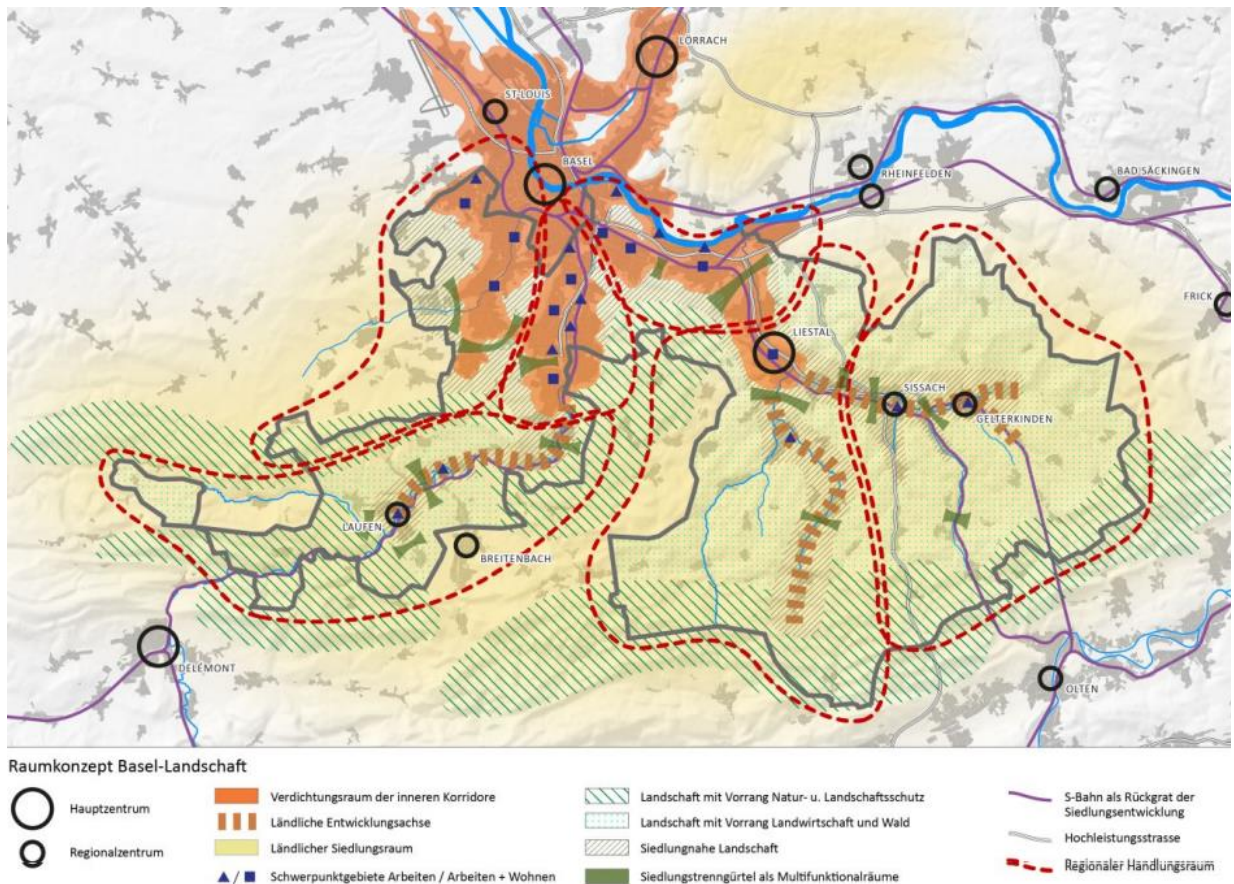 LÖRRACH
ST-LOUIS
BASEL
RHEINFELDEN
BAD SÄCKINGEN
FRICK
LIESTAL
SISSACH
GELTERKINDEN
LAUFEN
BREITENBACH
DELÉMONT
OLTEN
Raumkonzept Basel-Landschaft
Hauptzentrum
Regionalzentrum
Verdichtungsraum der inneren Korridore
Ländliche Entwicklungsachse
Ländlicher Siedlungsraum
Schwerpunktgebiete Arbeiten / Arbeiten + Wohnen
Landschaft mit Vorrang Natur- u. Landschaftsschutz
Landschaft mit Vorrang Landwirtschaft und Wald
Siedlungnahe Landschaft
Siedlungstrenngürtel als Multifunktionalräume
S-Bahn als Rückgrat der
Siedlungsentwicklung
Hochleistungsstrasse
Regionaler Handlungsraum